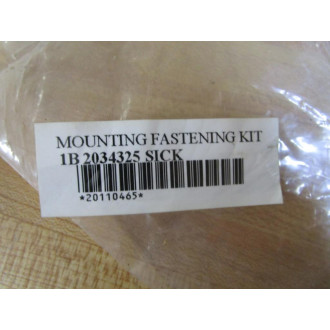 MOUNTING FASTENING KIT
1B 2034325 SICK
*20110465*